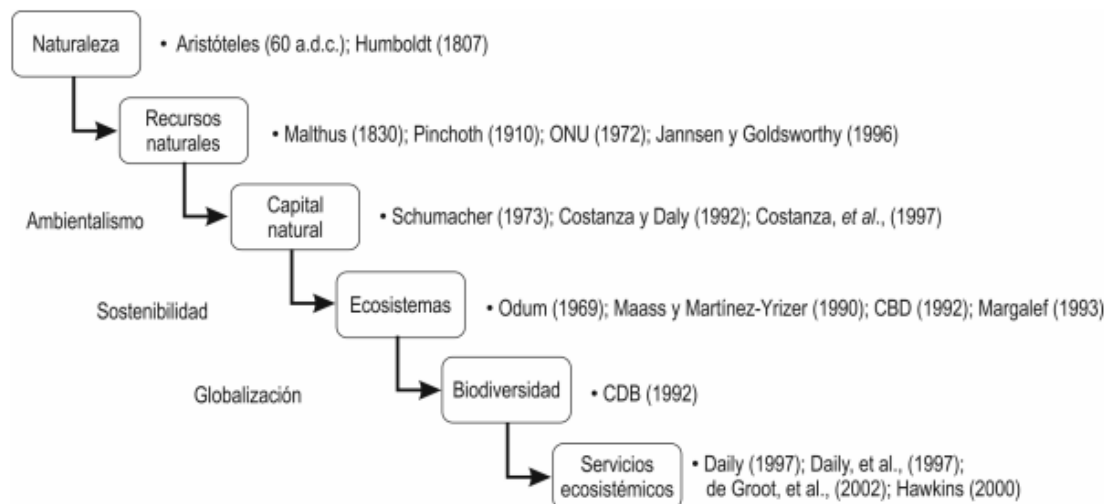 Naturaleza
• Aristóteles (60 a.d.c.); Humboldt (1807)
Recursos
naturales
• Malthus (1830); Pinchoth (1910); ONU (1972); Jannsen y Goldsworthy (1996)
Ambientalismo
Capital
natural
• Schumacher (1973); Costanza y Daly (1992); Costanza, et al., (1997)
Sostenibilidad
Ecosistemas
• Odum (1969); Maass y Martínez-Yrizer (1990); CBD (1992); Margalef (1993)
Globalización
Biodiversidad
• CDB (1992)
Servicios
ecosistémicos
• Daily (1997); Daily, et al., (1997);
de Groot, et al., (2002); Hawkins (2000)